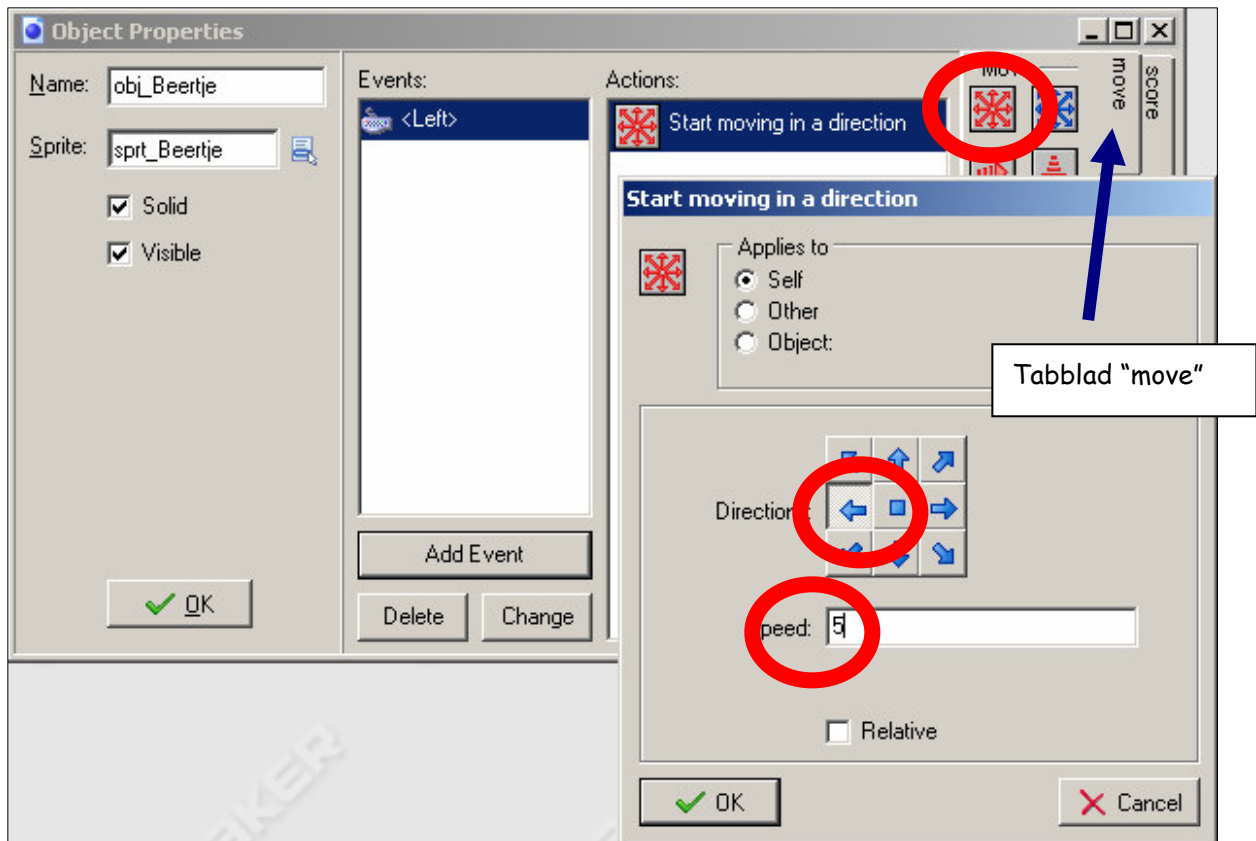 Object Properties
Name: obj_Beertje
Sprite: sprt_Beertje
Solid
Visible
OK
Events:
<Left>
Add Event
Delete
Change
Actions:
Start moving in a direction
move
score
Start moving in a direction
Applies to
Self
Other
Object:
Tabblad “move”
Direction
peed: 5
Relative
OK
Cancel